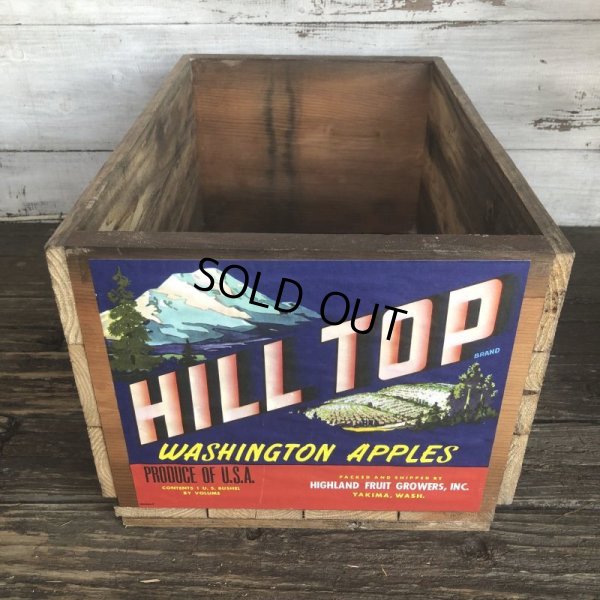 SOLD OUT
HILL TOP
BRAND
WASHINGTON APPLES
PRODUCE OF U.S.A.
CONTENTS 1 U. S. BUSHEL
BY VOLUME
PACKED AND SHIPPED BY
HIGHLAND FRUIT GROWERS, INC.
YAKIMA, WASH.